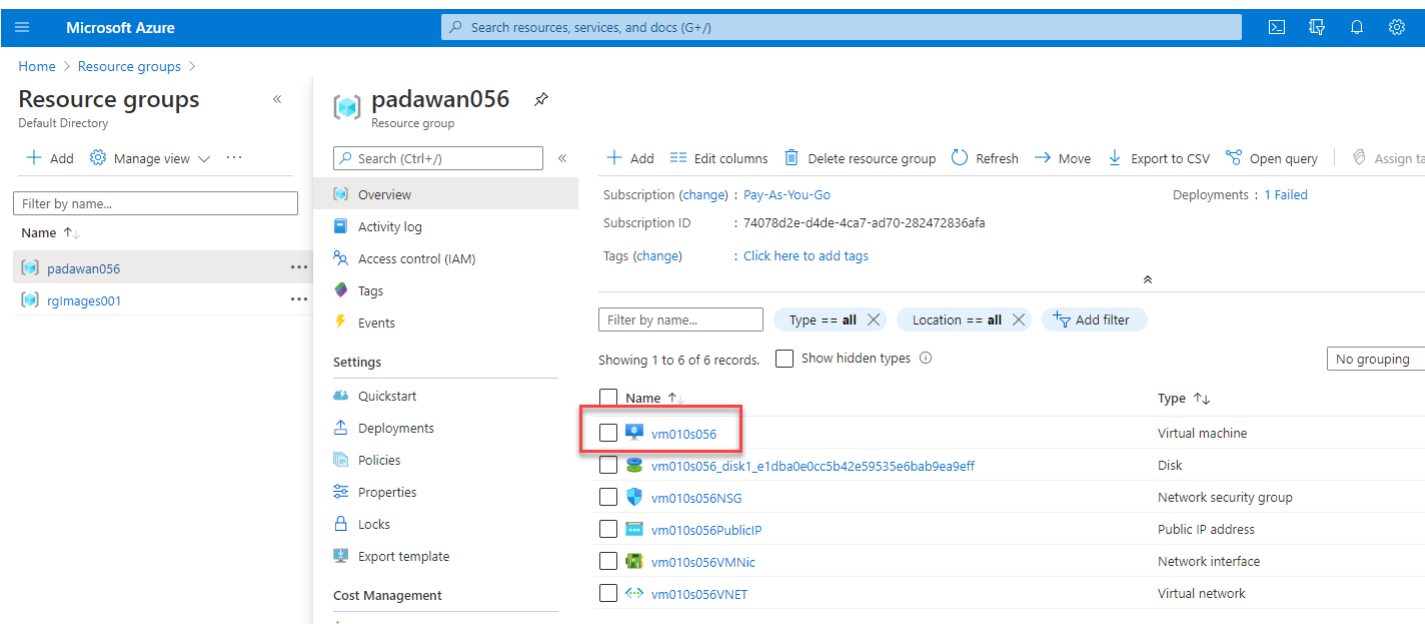 Microsoft Azure
Search resources, services, and docs (G+/)
Home > Resource groups >
Resource groups
Default Directory
Add Manage view ...
Filter by name...
Name
padawan056
rgImages001
padawan056
Resource group
Search (Ctrl+/)
Overview
Activity log
Access control (IAM)
Tags
Events
Settings
Quickstart
Deployments
Policies
Properties
Locks
Export template
Cost Management
Add Edit columns Delete resource group Refresh Move Export to CSV Open query Assign ta
Subscription (change) : Pay-As-You-Go
Deployments : 1 Failed
Subscription ID : 74078d2e-d4de-4ca7-ad70-282472836afa
Tags (change) : Click here to add tags
Filter by name... Type == all Location == all Add filter
Showing 1 to 6 of 6 records. Show hidden types No grouping
Name Type
vm010s056 Virtual machine
vm010s056_disk1_e1dba0e0cc5b42e59535e6bab9ea9eff Disk
vm010s056NSG Network security group
vm010s056PublicIP Public IP address
vm010s056VMNic Network interface
vm010s056VNET Virtual network